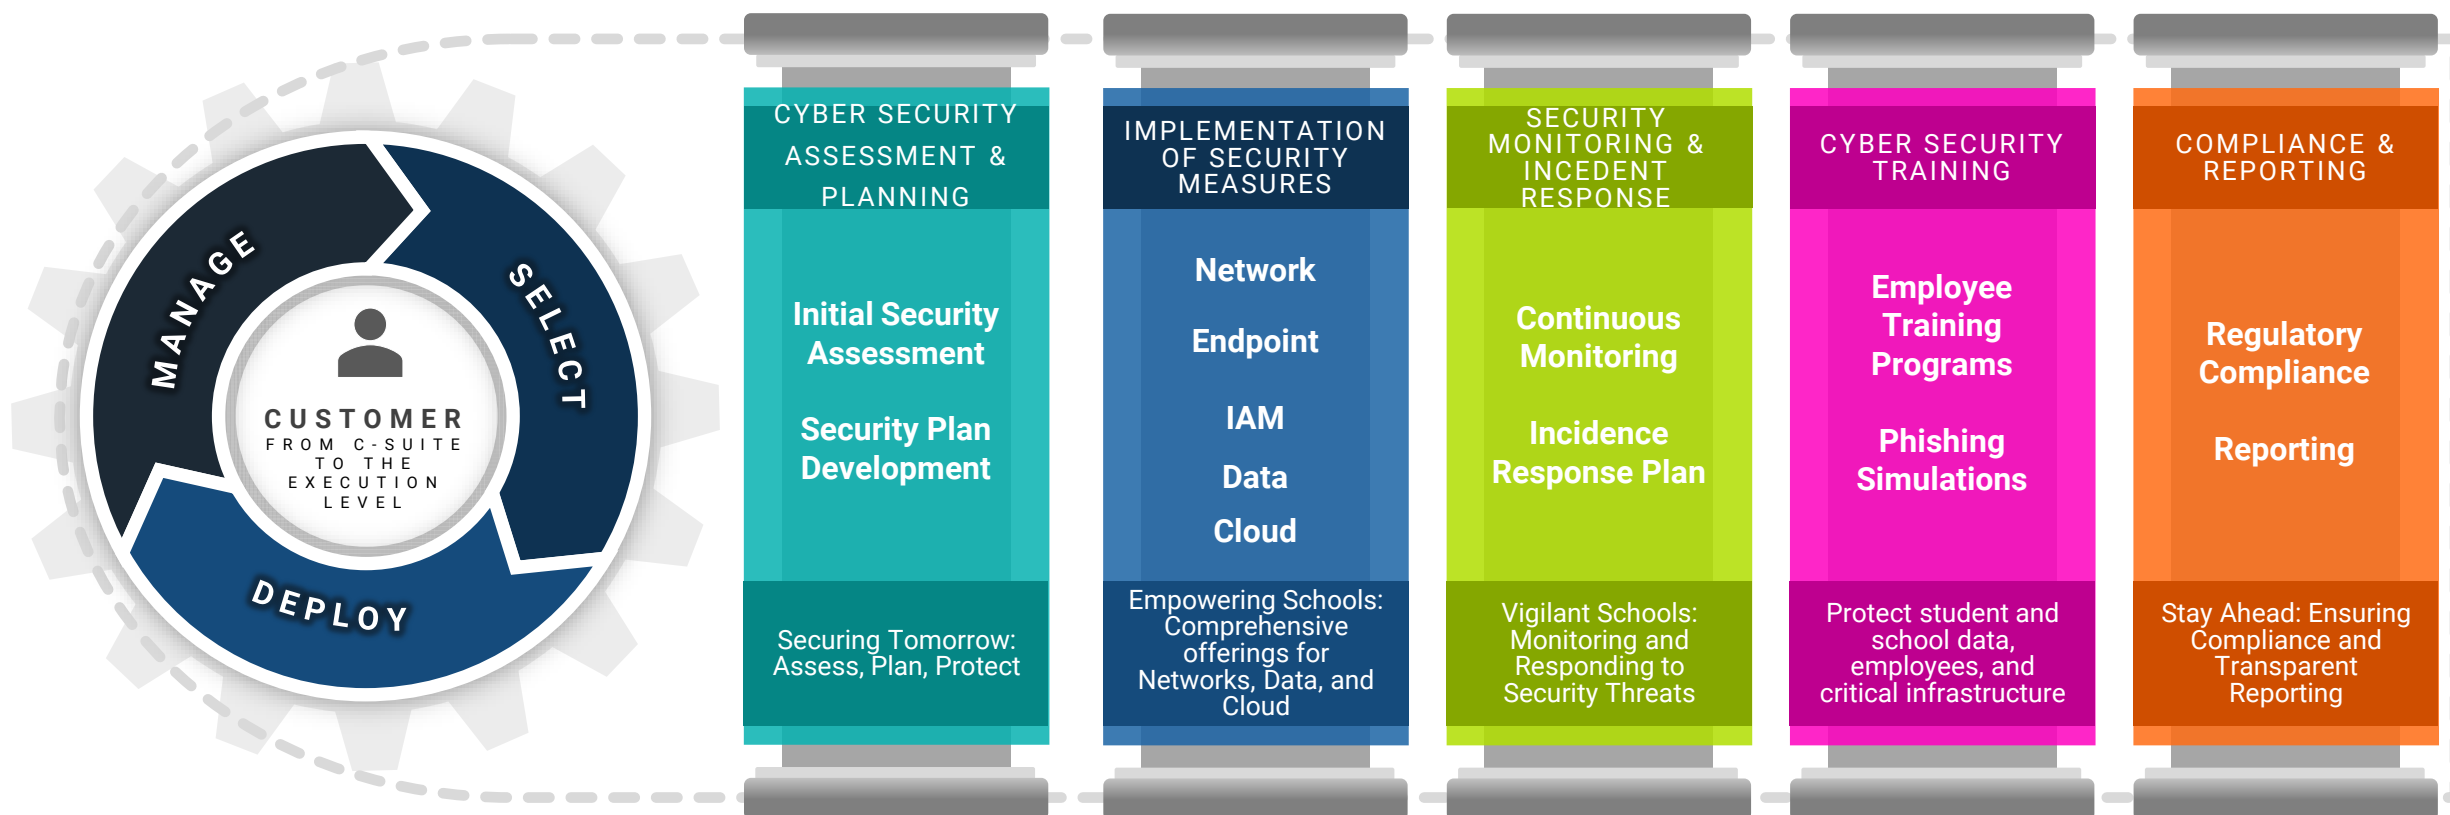 MANAGE
SELECT
DEPLOY
CUSTOMER
FROM C-SUITE
TO THE
EXECUTION
LEVEL
CYBER SECURITY
ASSESSMENT &
PLANNING
Initial Security
Assessment
Security Plan
Development
Securing Tomorrow:
Assess, Plan, Protect
IMPLEMENTATION
OF SECURITY
MEASURES
Network
Endpoint
IAM
Data
Cloud
Empowering Schools:
Comprehensive
offerings for
Networks, Data, and
Cloud
SECURITY
MONITORING &
INCEDENT
RESPONSE
Continuous
Monitoring
Incidence
Response Plan
Vigilant Schools:
Monitoring and
Responding to
Security Threats
CYBER SECURITY
TRAINING
Employee
Training
Programs
Phishing
Simulations
Protect student and
school data,
employees, and
critical infrastructure
COMPLIANCE &
REPORTING
Regulatory
Compliance
Reporting
Stay Ahead: Ensuring
Compliance and
Transparent
Reporting